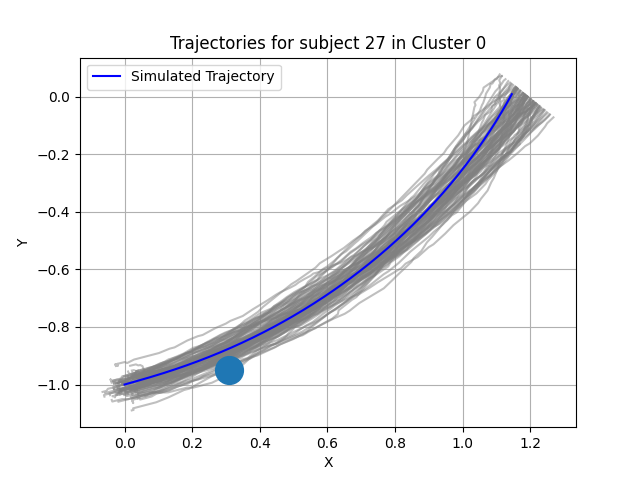 Trajectories for subject 27 in Cluster 0
Simulated Trajectory
0.0
−0.2
−0.4
−0.6
−0.8
−1.0
Y
0.0 0.2 0.4 0.6 0.8 1.0 1.2
X